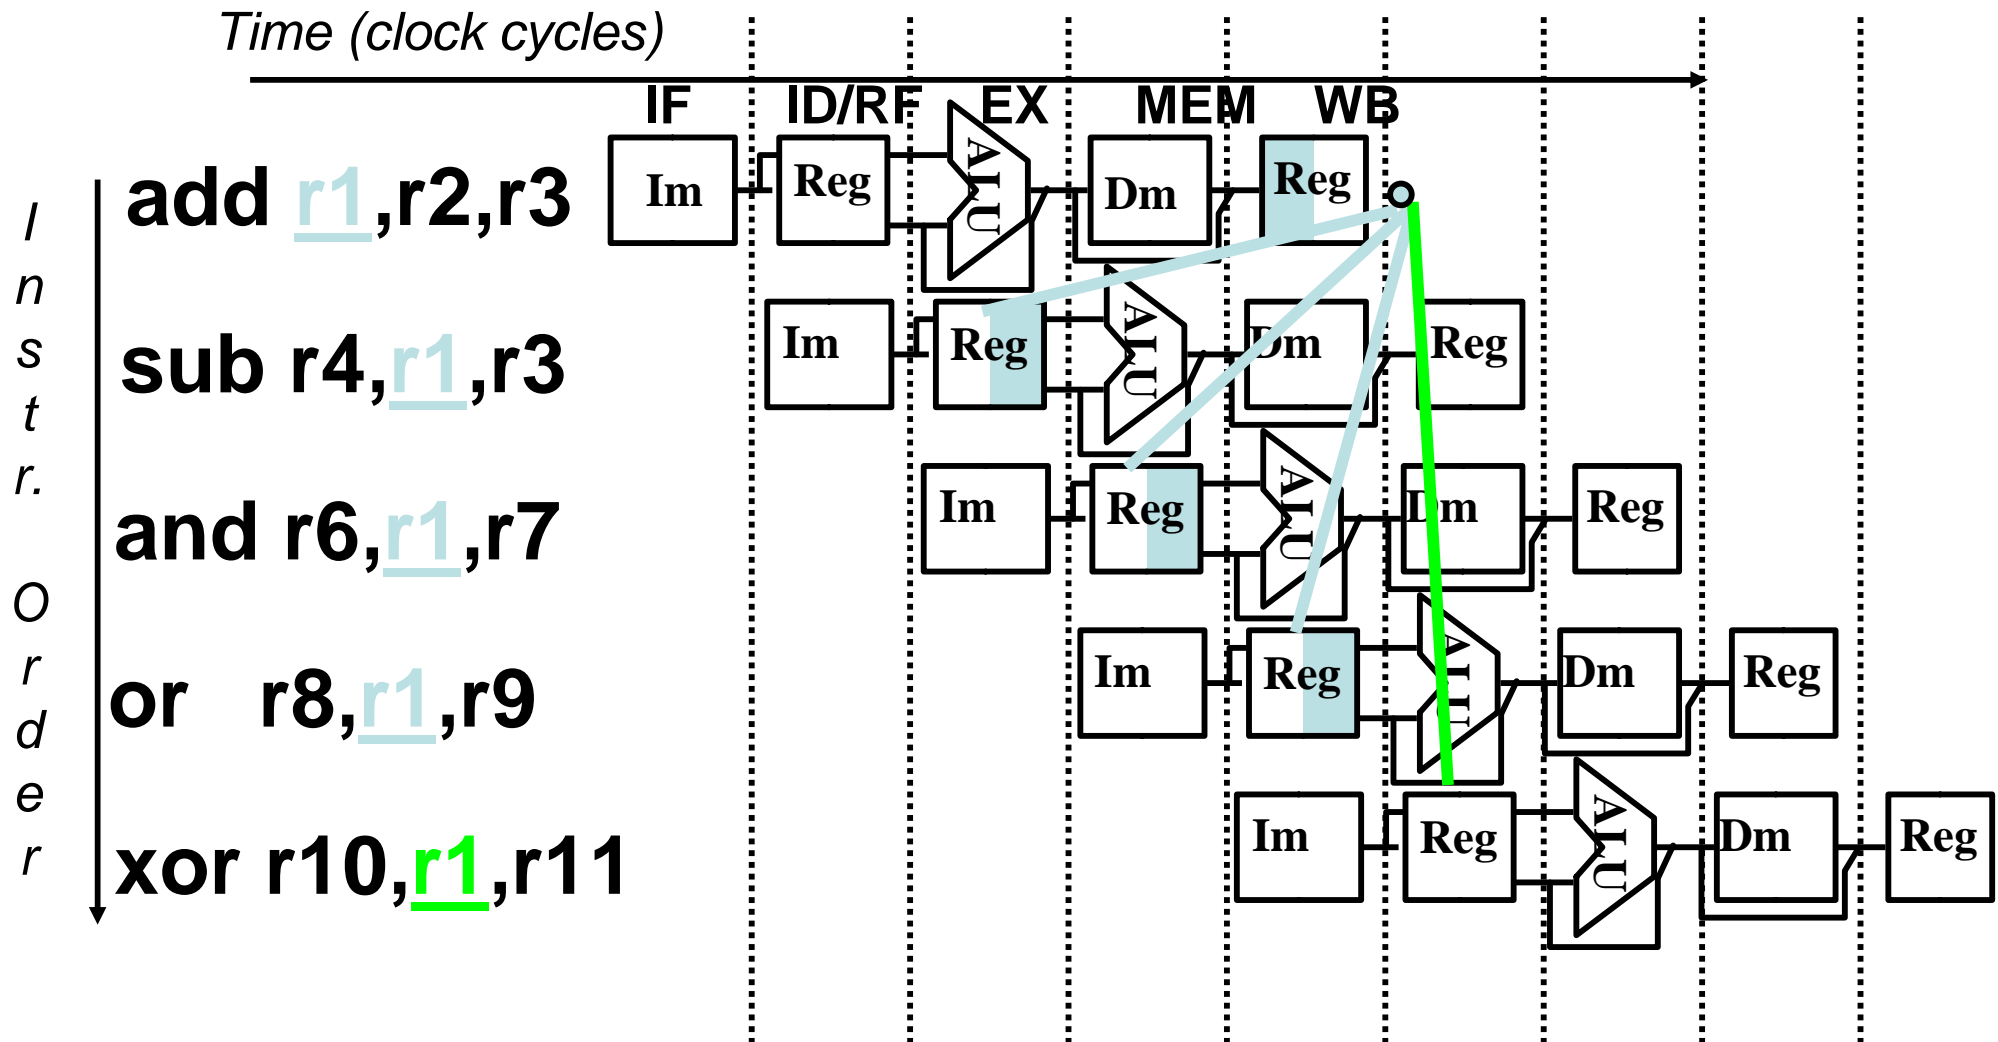 Time (clock cycles)
IF ID/RF EX MEM WB
Instr. Order
add r1,r2,r3
Im Reg ALU Dm Reg
sub r4,r1,r3
Im Reg ALU Dm Reg
and r6,r1,r7
Im Reg ALU Dm Reg
or r8,r1,r9
Im Reg ALU Dm Reg
xor r10,r1,r11
Im Reg ALU Dm Reg